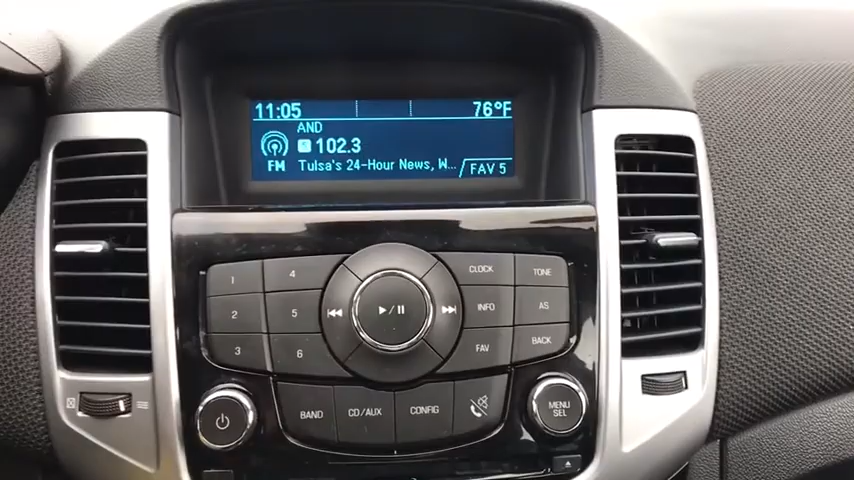 11:05 76°F
AND
102.3
FM Tulsa's 24-Hour News, W... FAV 5
1 4 CLOCK TONE
2 5 INFO AS
3 6 FAV BACK
BAND CD/AUX CONFIG
MENU
SEL